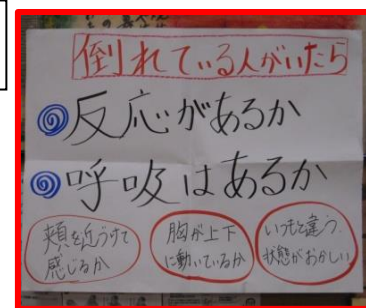 倒れている人がいたら
◎反応があるか
◎呼吸はあるか
頬を近づけて
感じるか
胸が上下
に動いているか
いつもと違う
状態がおかしい